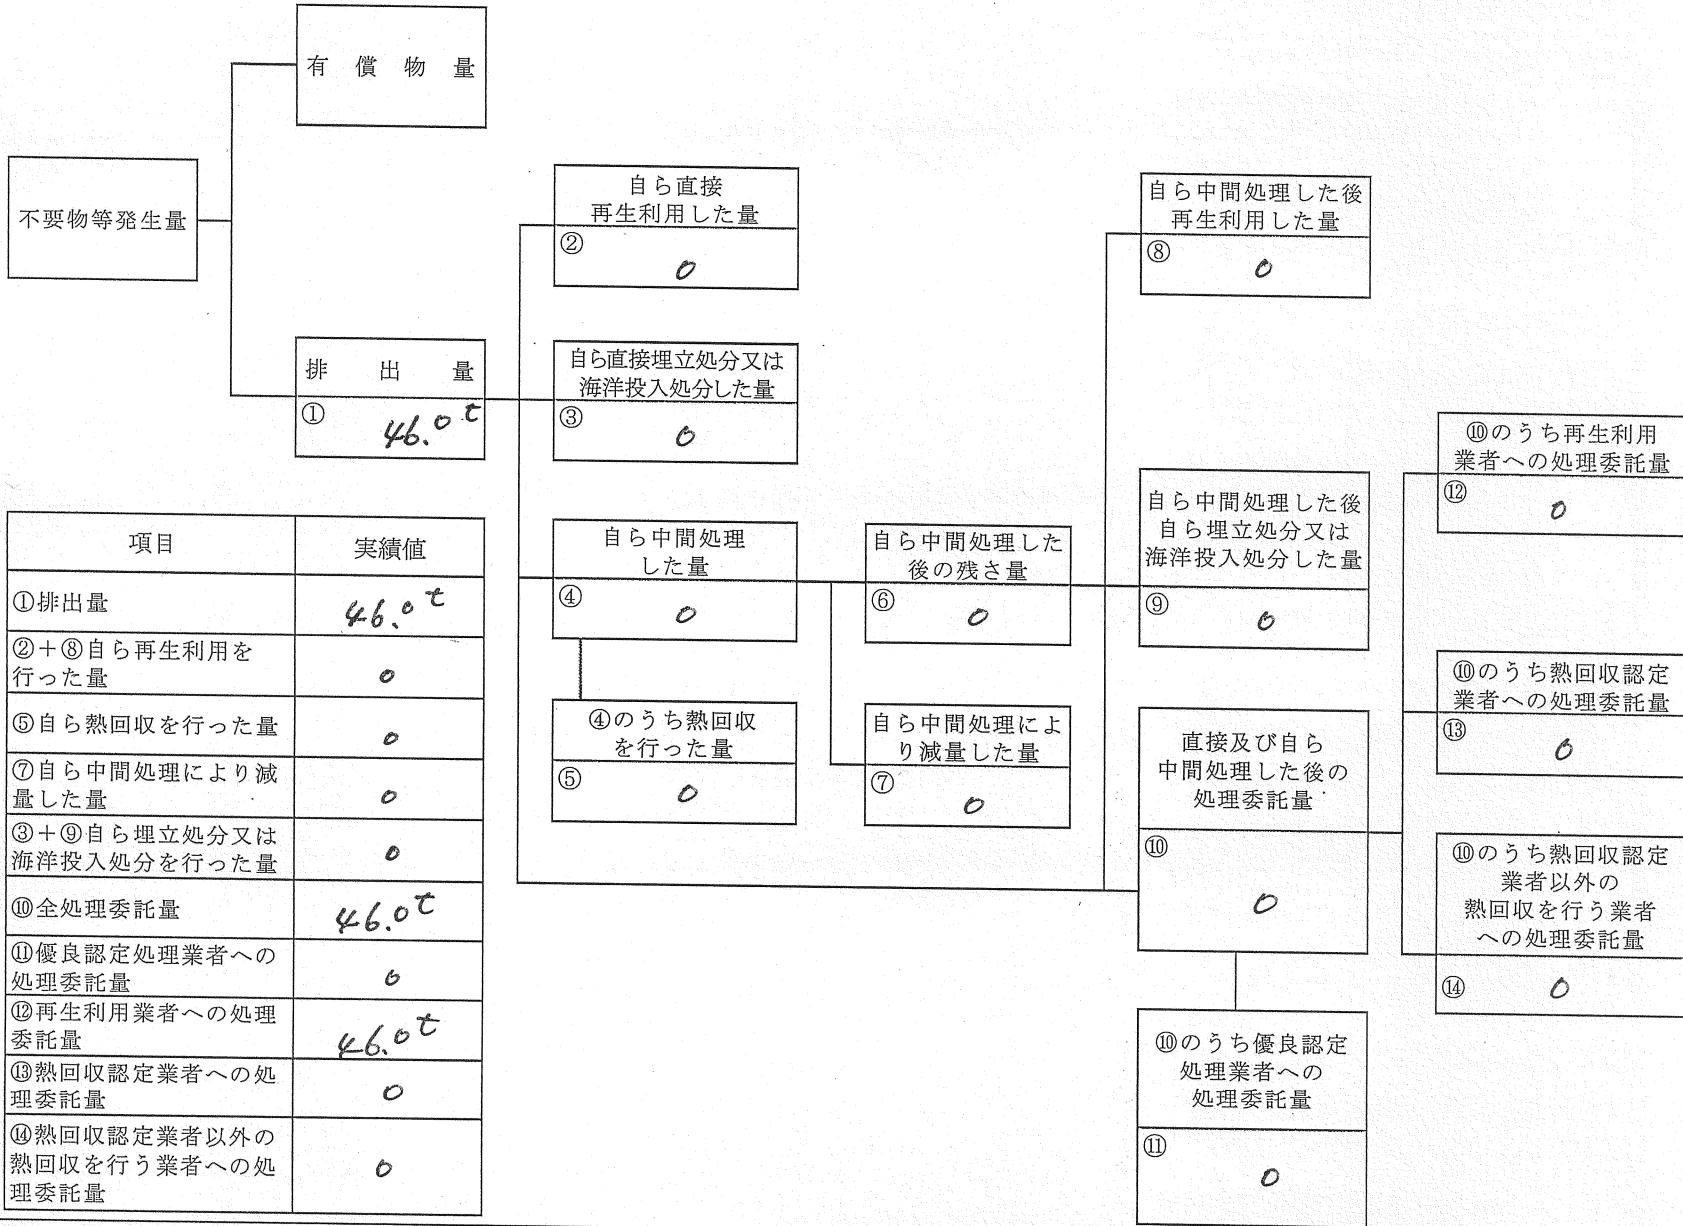 有償物量
不要物等発生量
排出量
① 46.0t
自ら直接
再生利用した量
②
0
自ら直接埋立処分又は
海洋投入処分した量
③
0
自ら中間処理
した量
④
0
④のうち熱回収
を行った量
⑤
0
自ら中間処理した
後の残さ量
⑥
0
自ら中間処理によ
り減量した量
⑦
0
自ら中間処理した後
再生利用した量
⑧
0
自ら中間処理した後
自ら埋立処分又は
海洋投入処分した量
⑨
0
直接及び自ら
中間処理した後の
処理委託量
⑩
0
⑩のうち優良認定
処理業者への
処理委託量
⑪
0
⑩のうち再生利用
業者への処理委託量
⑫
0
⑩のうち熱回収認定
業者への処理委託量
⑬
0
⑩のうち熱回収認定
業者以外の
熱回収を行う業者
への処理委託量
⑭ 0
項目 実績値
①排出量 46.0t
②+⑧自ら再生利用を
行った量 0
⑤自ら熱回収を行った量 0
⑦自ら中間処理により減
量した量 0
③+⑨自ら埋立処分又は
海洋投入処分を行った量 0
⑩全処理委託量 46.0t
⑪優良認定処理業者への
処理委託量 0
⑫再生利用業者への処理
委託量 46.0t
⑬熱回収認定業者への処
理委託量 0
⑭熱回収認定業者以外の
熱回収を行う業者への処
理委託量 0